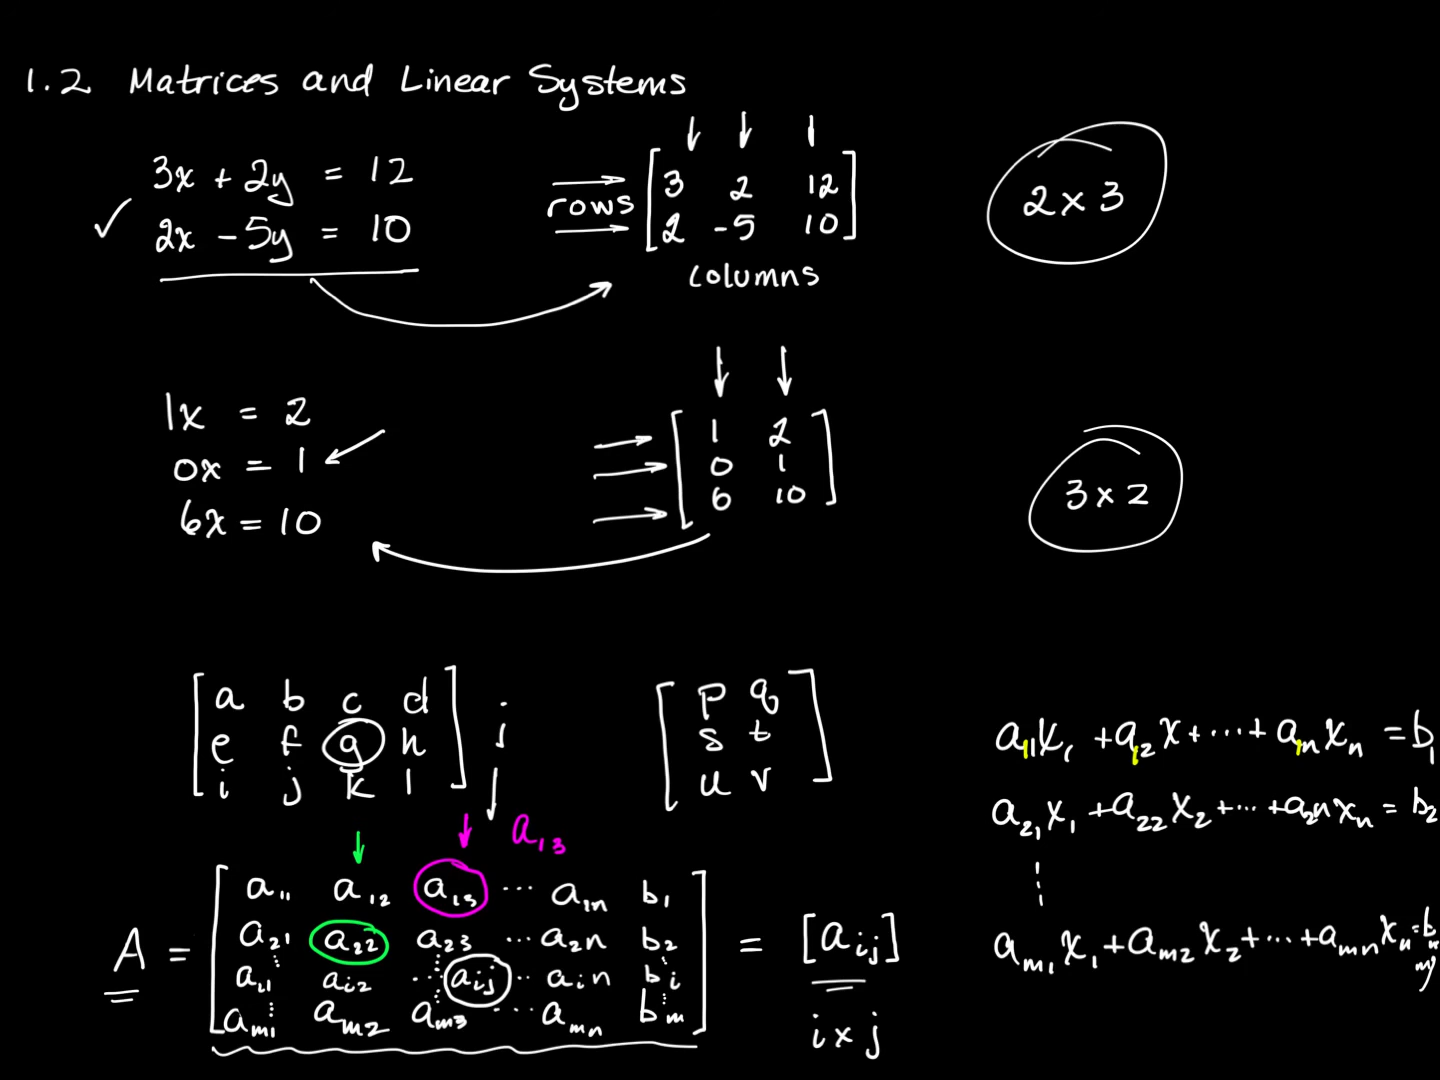 1.2 Matrices and Linear Systems
3x + 2y = 12
2x - 5y = 10
rows
[3 2 12
2 -5 10]
columns
2 x 3
1x = 2
0x = 1
6x = 10
[1 2
0 1
6 10]
3 x 2
[a b c d
e f g h
i j k l]
j
[p q
s t
u v]
a₁₃
A = [a₁₁ a₁₂ a₁₃ ... a₁n b₁
a₂₁ a₂₂ a₂₃ ... a₂n b₂
aᵢ₁ aᵢ₂ ... aᵢⱼ ... aᵢn bᵢ
am₁ am₂ am₃ ... amn bm]
= [aᵢⱼ]
i x j
a₁₁x₁ + a₁₂x + ... + a₁nxn = b₁
a₂₁x₁ + a₂₂x₂ + ... + a₂nxn = b₂
am₁x₁ + am₂x₂ + ... + amnxn = bm